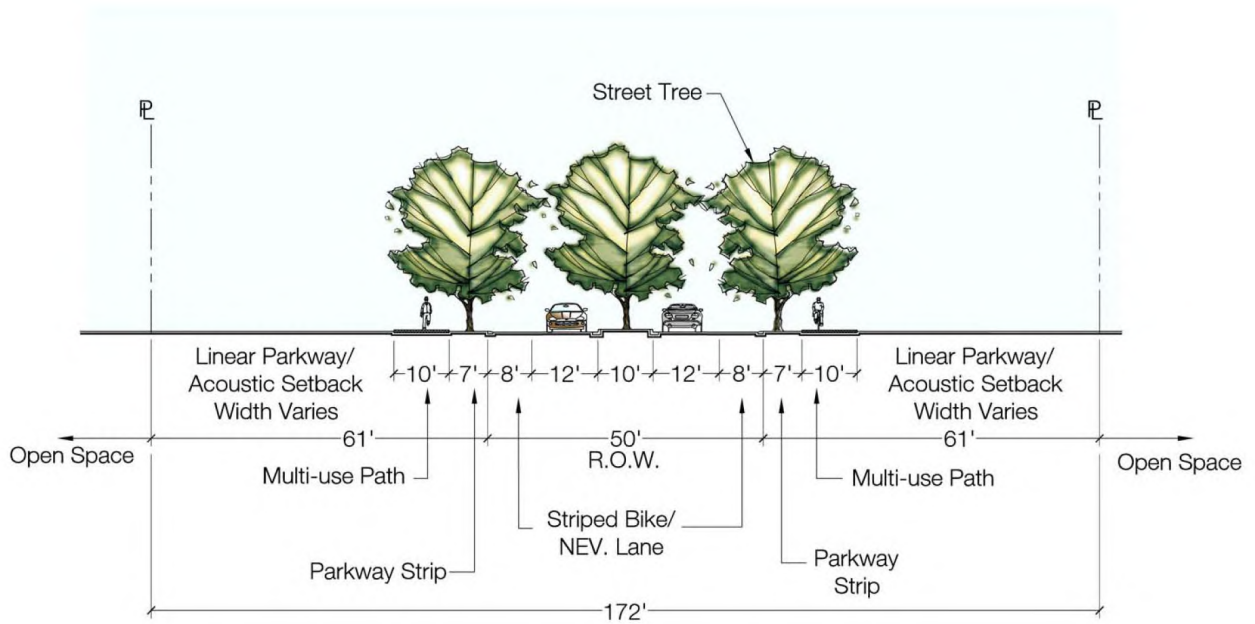 Street Tree
PL
PL
Linear Parkway/
Acoustic Setback
Width Varies
10' 7' 8' 12' 10' 12' 8' 7' 10'
Linear Parkway/
Acoustic Setback
Width Varies
61' 50' 61'
R.O.W.
Open Space
Open Space
Multi-use Path
Multi-use Path
Striped Bike/
NEV. Lane
Parkway Strip
Parkway
Strip
172'